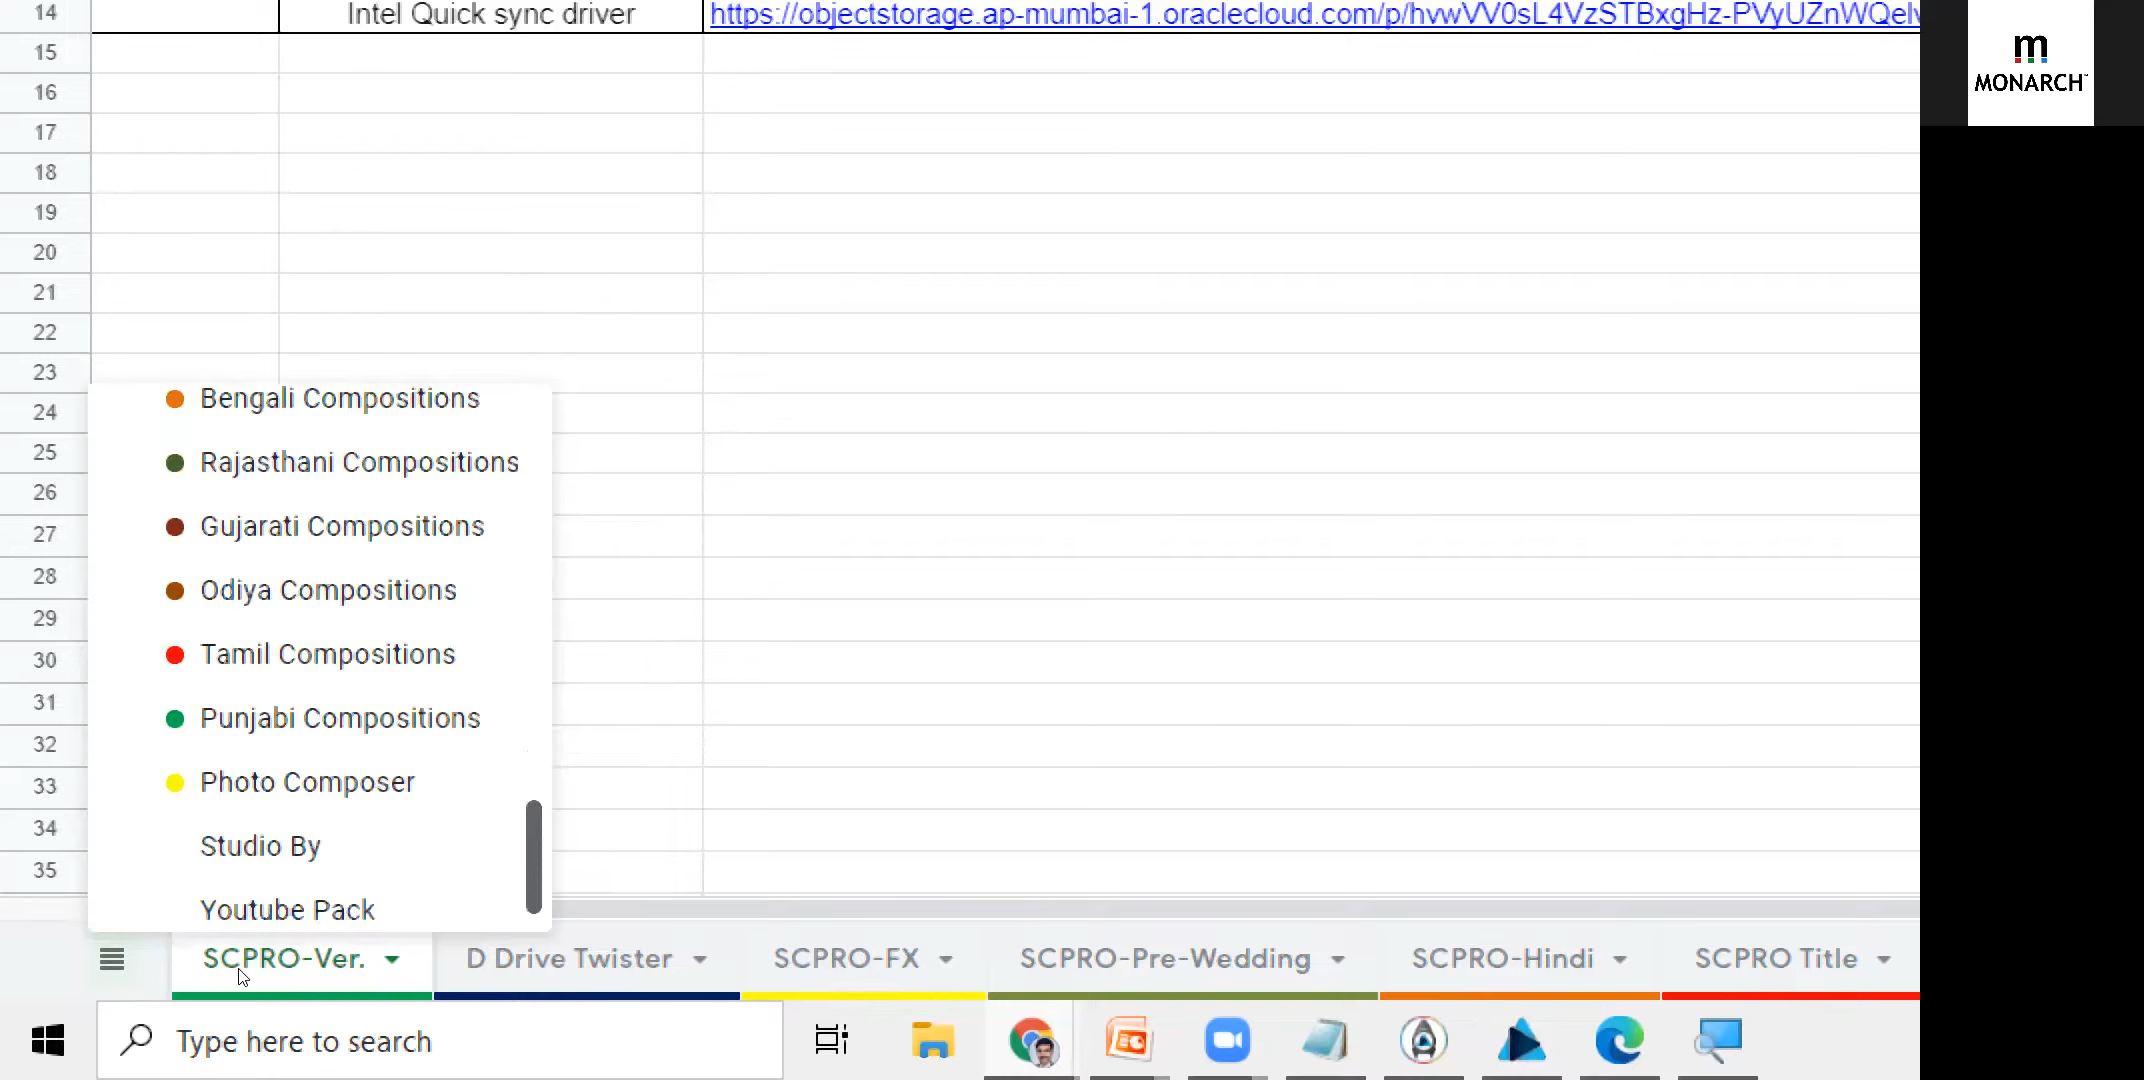 14 Intel Quick sync driver https://objectstorage.ap-mumbai-1.oraclecloud.com/p/hvwVV0sL4VzSTBxgHz-PVyUZnWQelv
m
MONARCH
15
16
17
18
19
20
21
22
23
24
25
26
27
28
29
30
31
32
33
34
35
Bengali Compositions
Rajasthani Compositions
Gujarati Compositions
Odiya Compositions
Tamil Compositions
Punjabi Compositions
Photo Composer
Studio By
Youtube Pack
SCPRO-Ver. D Drive Twister SCPRO-FX SCPRO-Pre-Wedding SCPRO-Hindi SCPRO Title
Type here to search